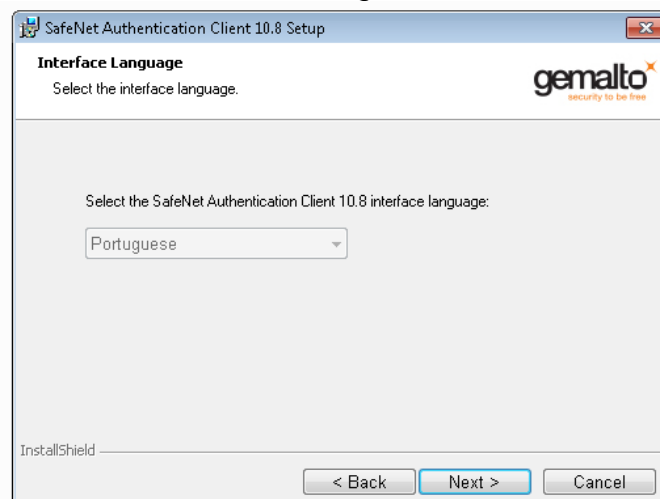 SafeNet Authentication Client 10.8 Setup
Interface Language
Select the interface language.
gemalto
security to be free
Select the SafeNet Authentication Client 10.8 interface language:
Portuguese
InstallShield
< Back
Next >
Cancel